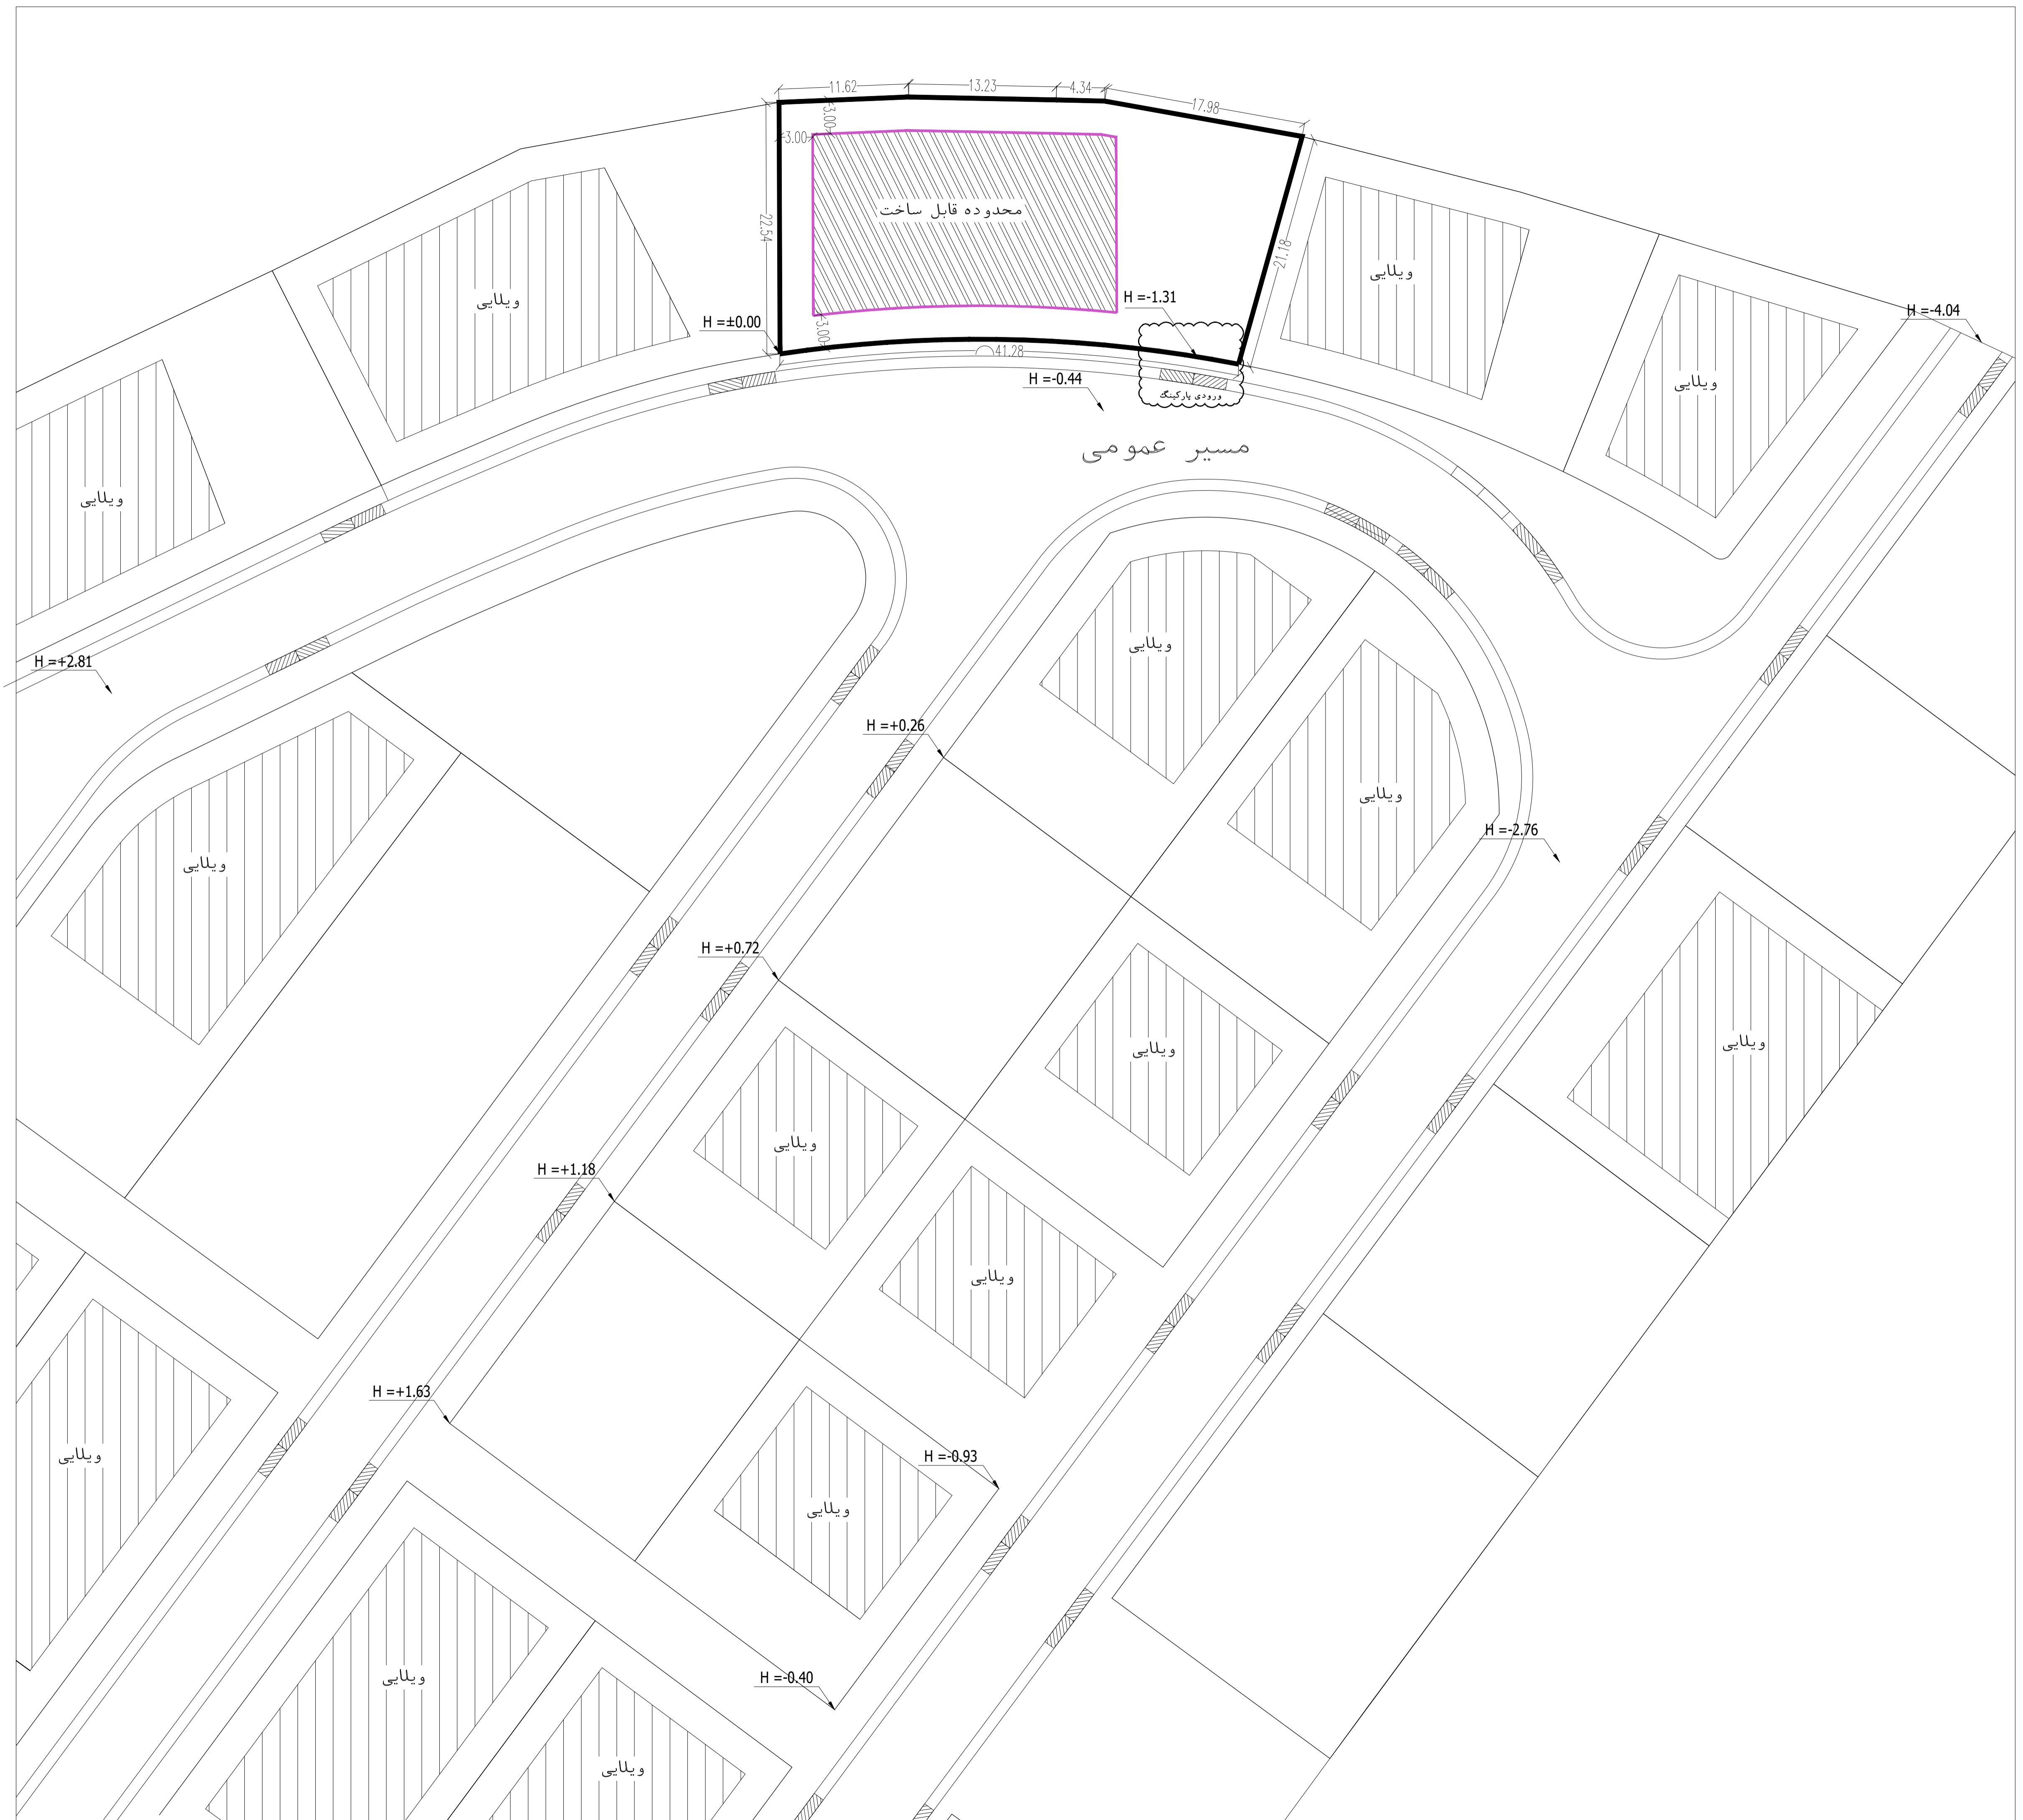 11.62
13.23
4.34
17.98
3.00
3.00
محدوده قابل ساخت
22.54
21.18
ویلایی
ویلایی
H =-1.31
H =±0.00
3.00
41.28
H =-4.04
H =-0.44
ویلایی
ورودی پارکینگ
مسیر عمومی
ویلایی
ویلایی
H =+2.81
H =+0.26
ویلایی
H =-2.76
ویلایی
H =+0.72
ویلایی
ویلایی
ویلایی
H =+1.18
ویلایی
H =+1.63
ویلایی
H =-0.93
ویلایی
ویلایی
H =-0.40
ویلایی